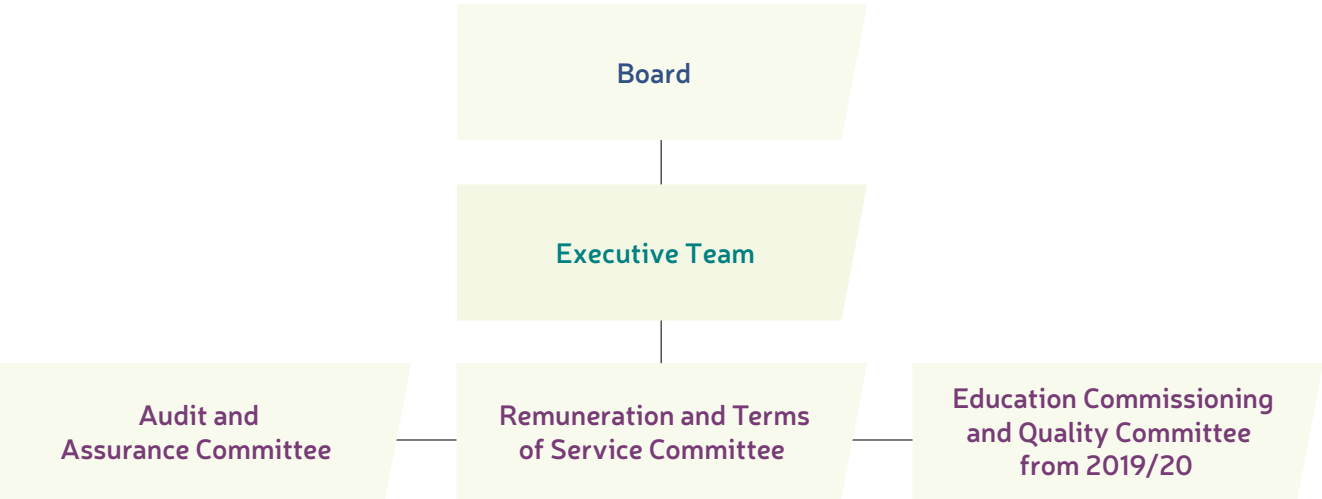 Board
Executive Team
Audit and
Assurance Committee
Remuneration and Terms
of Service Committee
Education Commissioning
and Quality Committee
from 2019/20